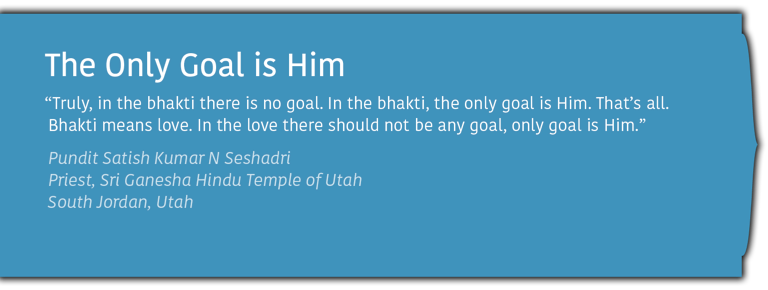 The Only Goal is Him
“Truly, in the bhakti there is no goal. In the bhakti, the only goal is Him. That’s all.
Bhakti means love. In the love there should not be any goal, only goal is Him.”
Pundit Satish Kumar N Seshadri
Priest, Sri Ganesha Hindu Temple of Utah
South Jordan, Utah